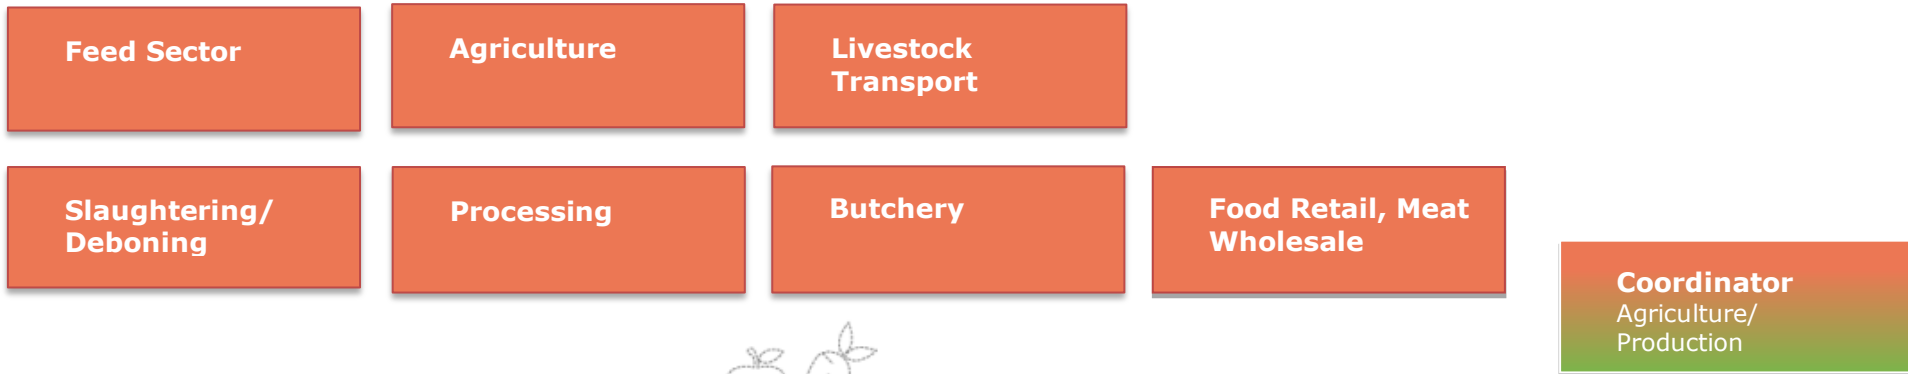 Feed Sector
Agriculture
Livestock
Transport
Slaughtering/
Deboning
Processing
Butchery
Food Retail, Meat
Wholesale
Coordinator
Agriculture/
Production